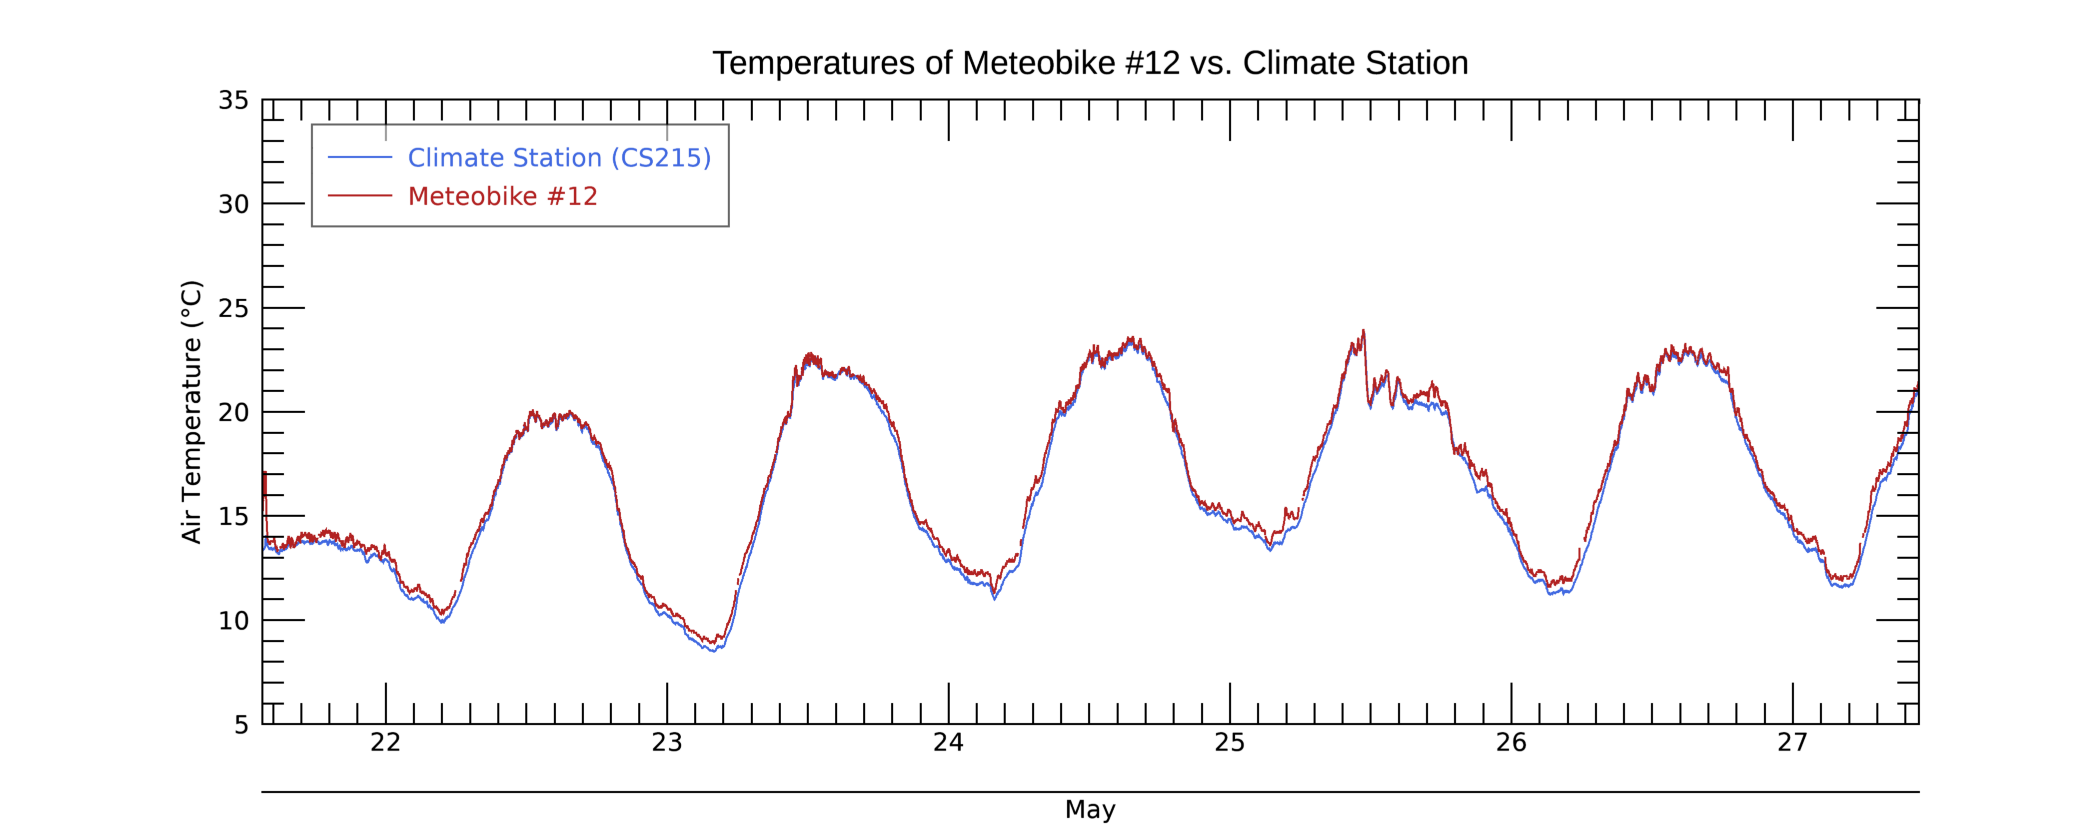 Temperatures of Meteobike #12 vs. Climate Station
35
Climate Station (CS215)
Meteobike #12
30
25
20
15
10
5
Air Temperature (°C)
22 23 24 25 26 27
May